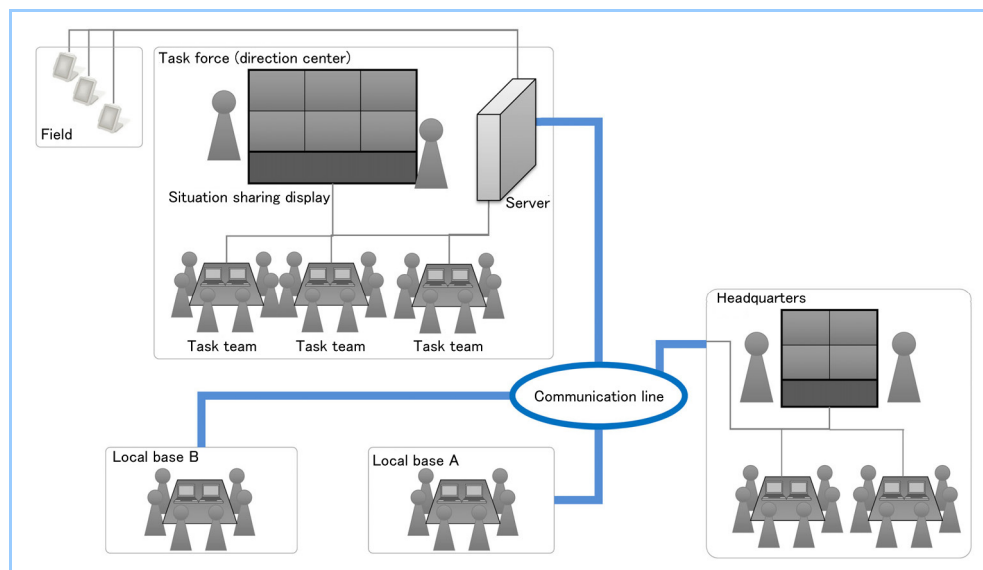 Task force (direction center)
Field
Situation sharing display
Server
Task team
Task team
Task team
Headquarters
Communication line
Local base B
Local base A